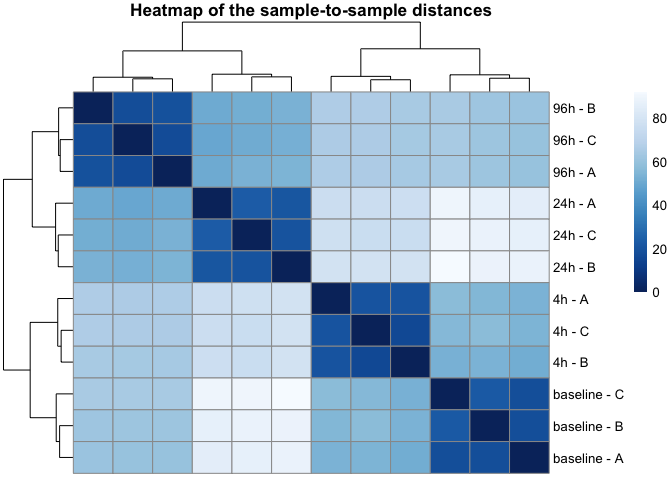 Heatmap of the sample-to-sample distances
96h - B
96h - C
96h - A
24h - A
24h - C
24h - B
4h - A
4h - C
4h - B
baseline - C
baseline - B
baseline - A
80
60
40
20
0